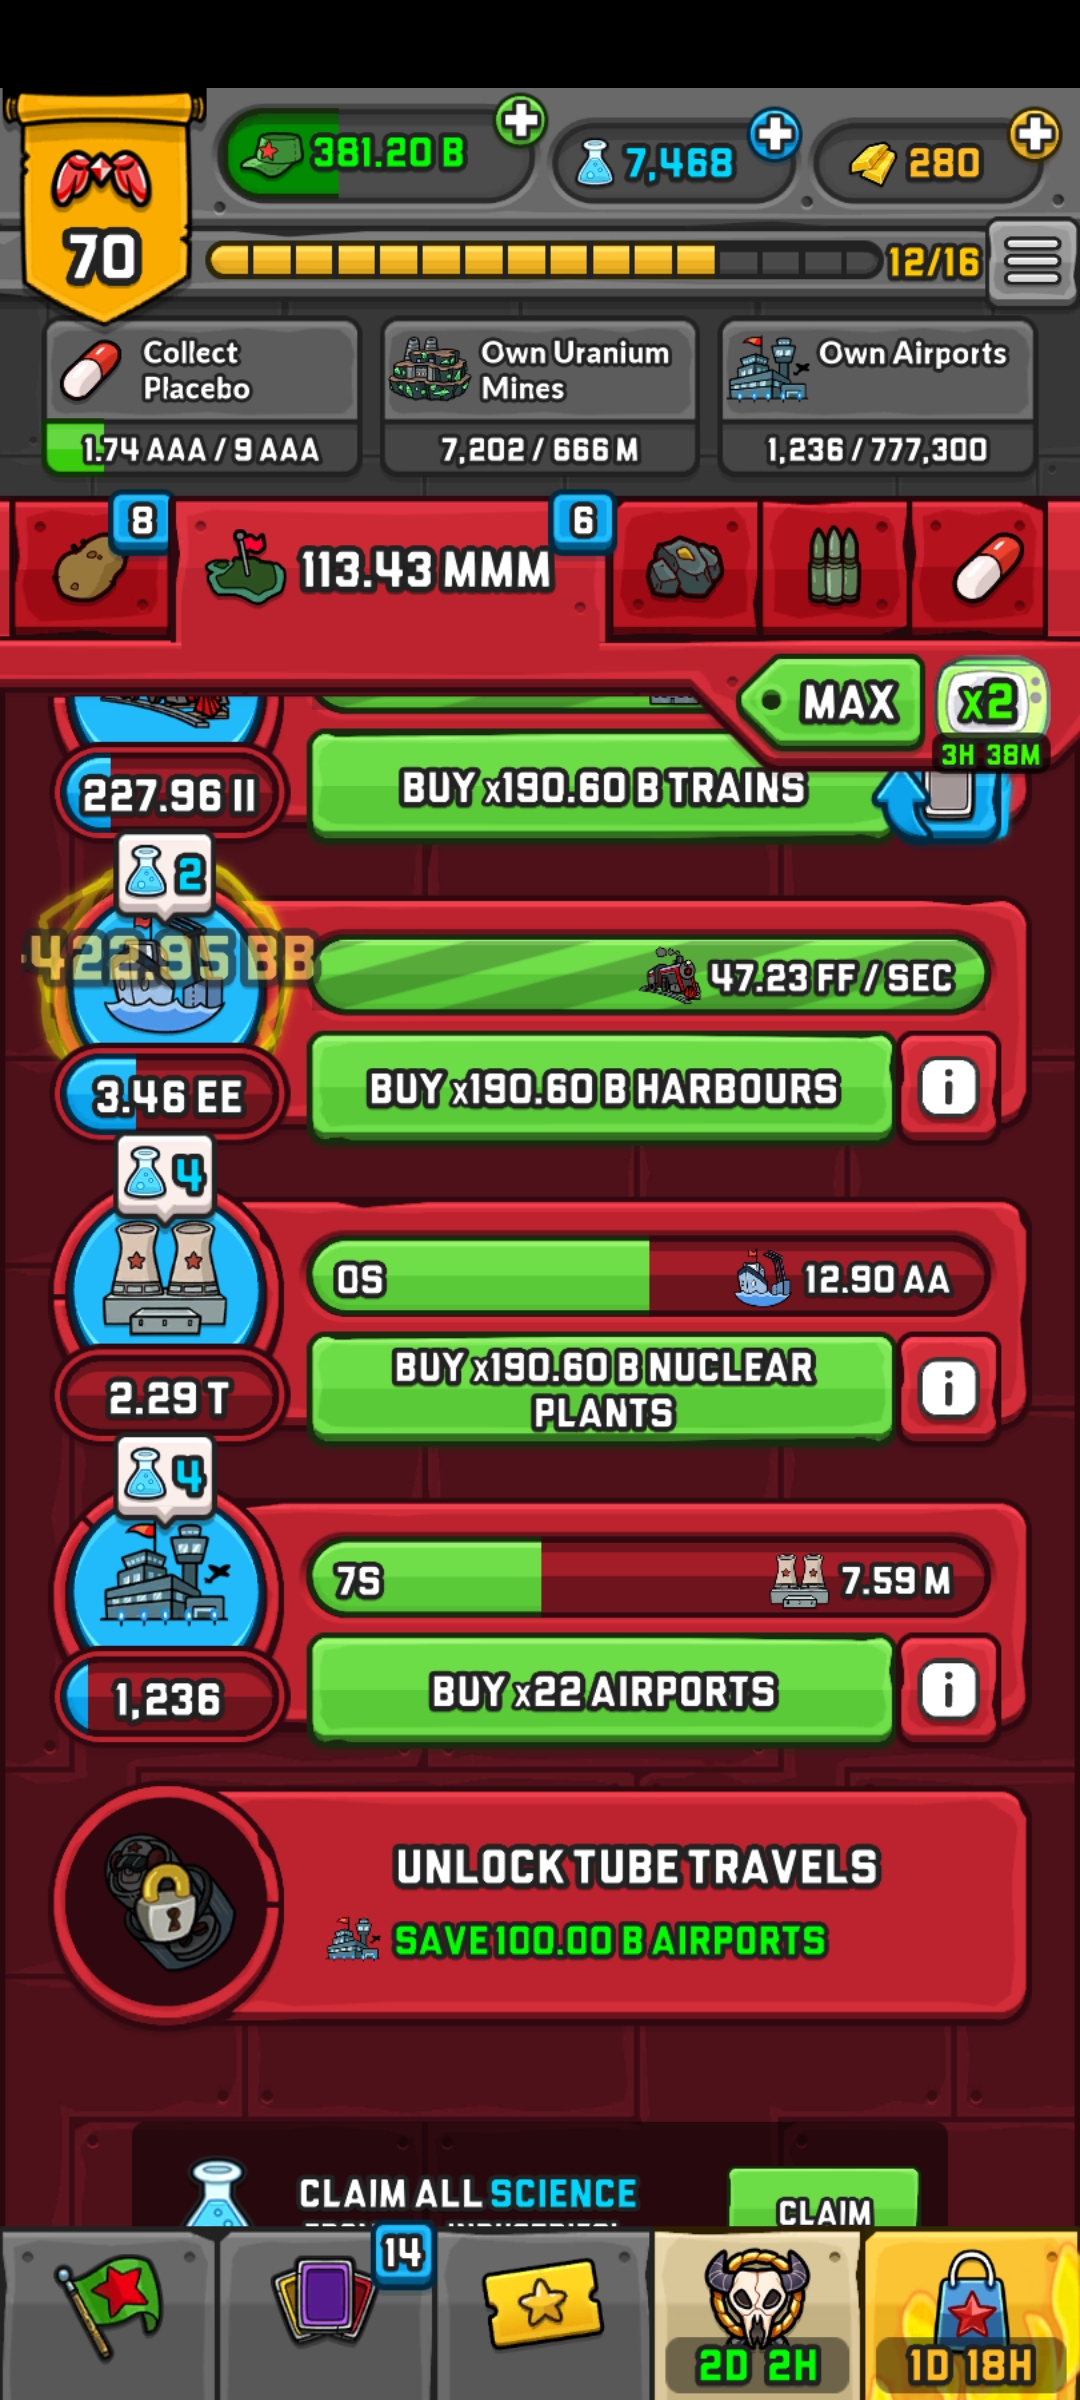 70
381.20 B
7,468
280
12/16
Collect
Placebo
1.74 AAA / 9 AAA
Own Uranium
Mines
7,202 / 666 M
Own Airports
1,236 / 777,300
8
113.43 MMM
6
MAX
x2
3H 38M
227.96 II
BUY x190.60 B TRAINS
2
422.95 BB
47.23 FF / SEC
3.46 EE
BUY x190.60 B HARBOURS
i
4
0S
12.90 AA
2.29 T
BUY x190.60 B NUCLEAR
PLANTS
i
4
7S
7.59 M
1,236
BUY x22 AIRPORTS
i
UNLOCK TUBE TRAVELS
SAVE 100.00 B AIRPORTS
CLAIM ALL SCIENCE
CLAIM
14
2D 2H
1D 18H